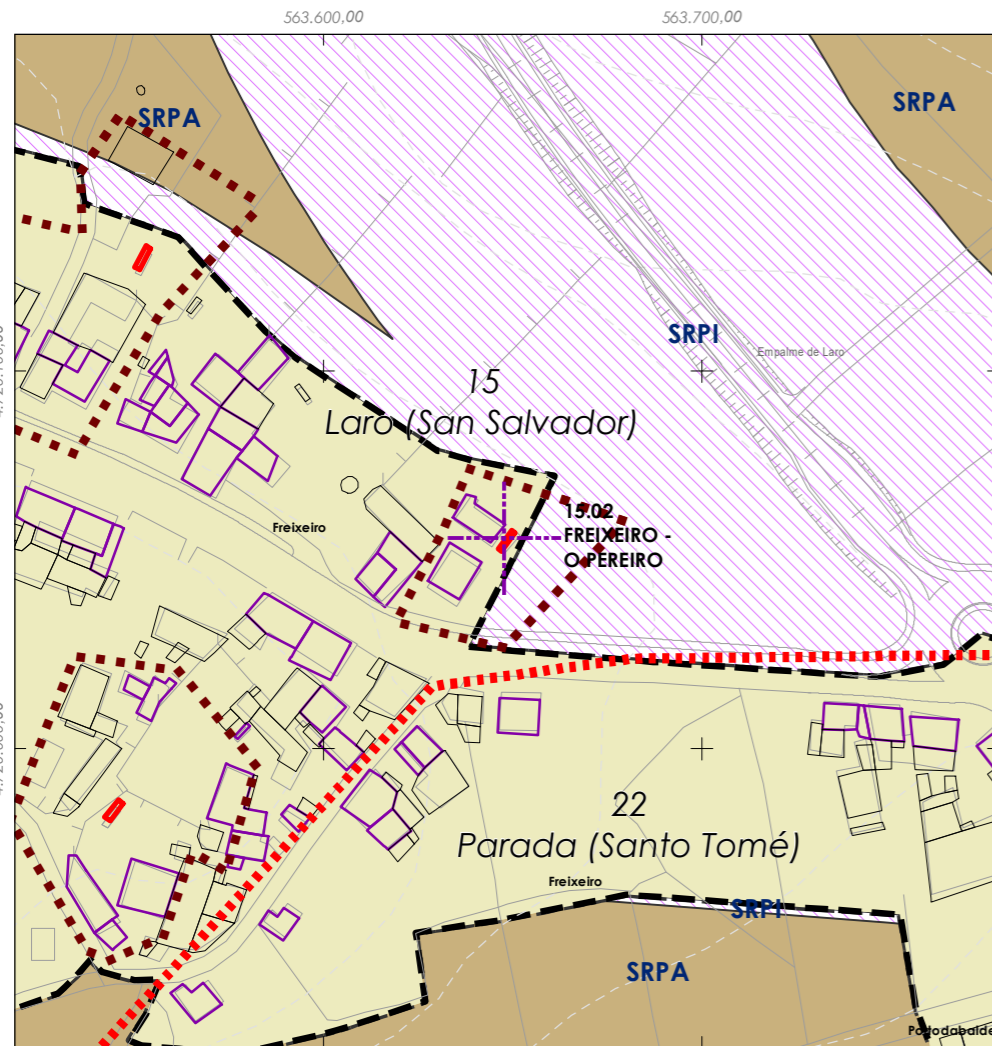 563.600,00
563.700,00
SRPA
SRPA
SRPI
Empalme de Laro
15
Laro (San Salvador)
15.02
FREIXEIRO -
O PEREIRO
Freixeiro
22
Parada (Santo Tomé)
Freixeiro
SRPI
SRPA